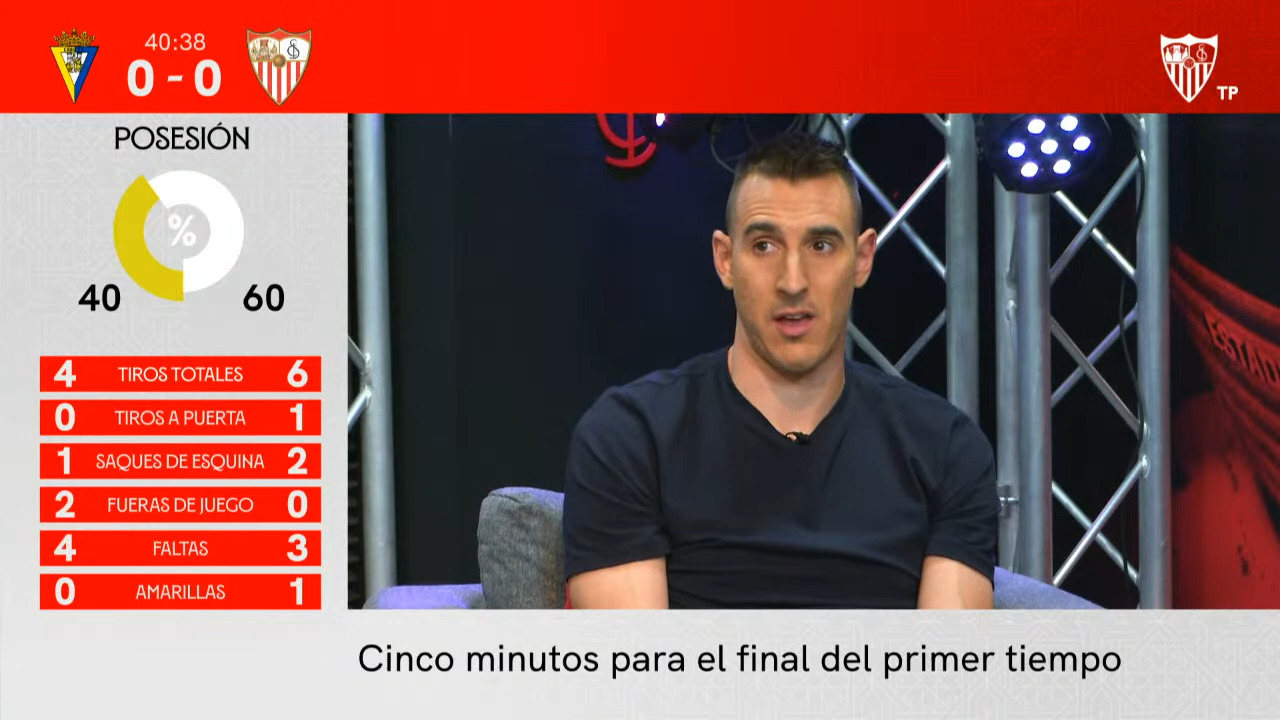 40:38
0 - 0
TP
POSESIÓN
%
40 60
4 TIROS TOTALES 6
0 TIROS A PUERTA 1
1 SAQUES DE ESQUINA 2
2 FUERAS DE JUEGO 0
4 FALTAS 3
0 AMARILLAS 1
ESTAD
Cinco minutos para el final del primer tiempo